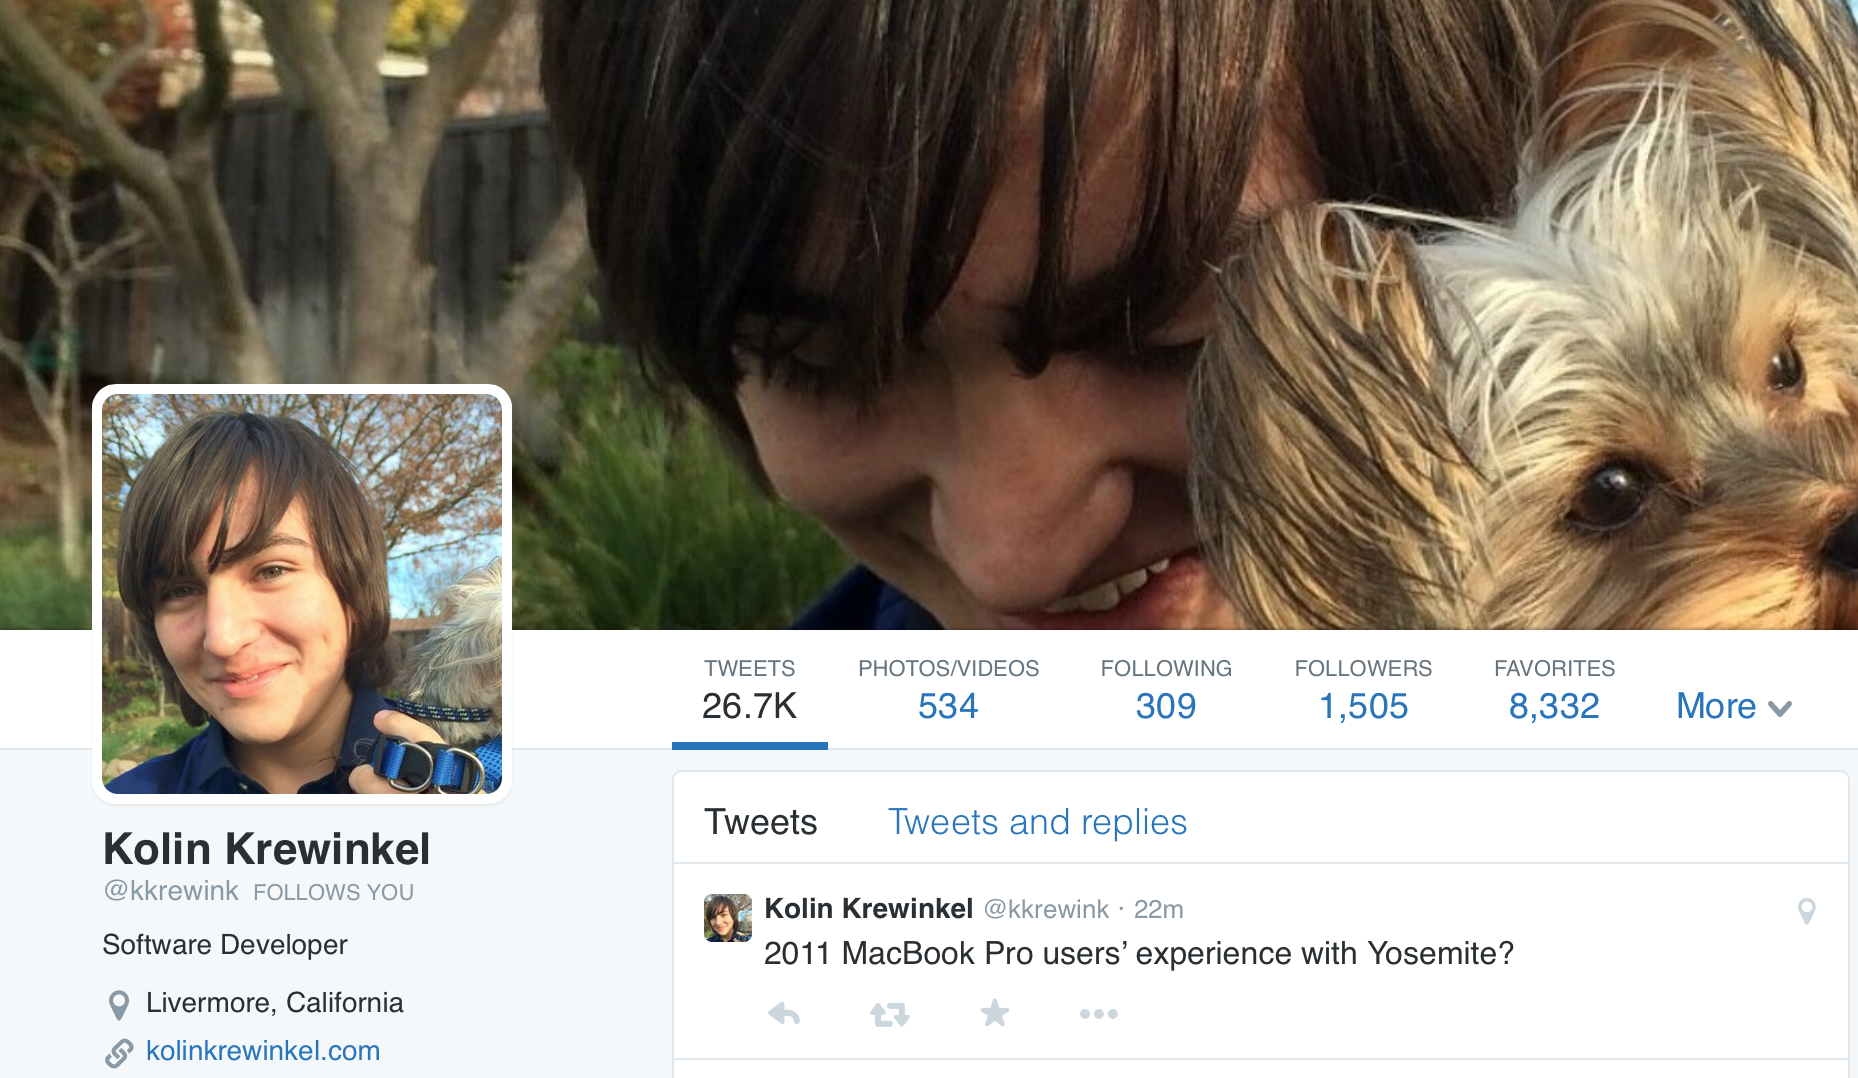 TWEETS
26.7K
PHOTOS/VIDEOS
534
FOLLOWING
309
FOLLOWERS
1,505
FAVORITES
8,332
More
Kolin Krewinkel
@kkrewink FOLLOWS YOU
Software Developer
Livermore, California
kolinkrewinkel.com
Tweets Tweets and replies
Kolin Krewinkel @kkrewink · 22m
2011 MacBook Pro users’ experience with Yosemite?